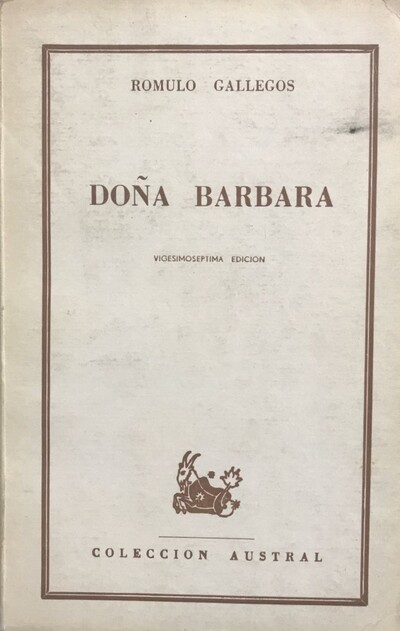 ROMULO GALLEGOS
DOÑA BARBARA
VIGESIMOSEPTIMA EDICION
COLECCION AUSTRAL